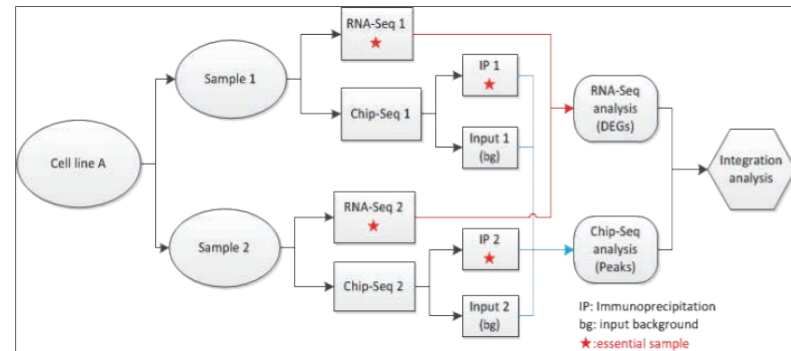 RNA-Seq 1
★
Sample 1
IP 1
★
Chip-Seq 1
RNA-Seq
analysis
(DEGs)
Input 1
(bg)
Cell line A
Integration
analysis
RNA-Seq 2
★
Sample 2
IP 2
★
Chip-Seq
analysis
(Peaks)
Chip-Seq 2
Input 2
(bg)
IP: Immunoprecipitation
bg: input background
★:essential sample